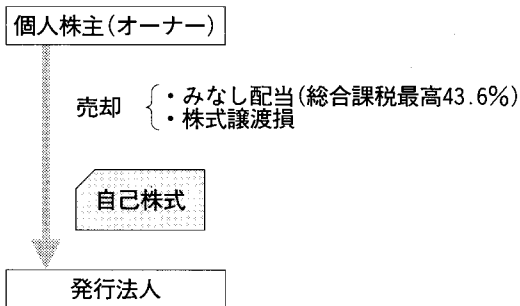 個人株主(オーナー)
売却
・みなし配当(総合課税最高43.6%)
・株式譲渡損
自己株式
発行法人